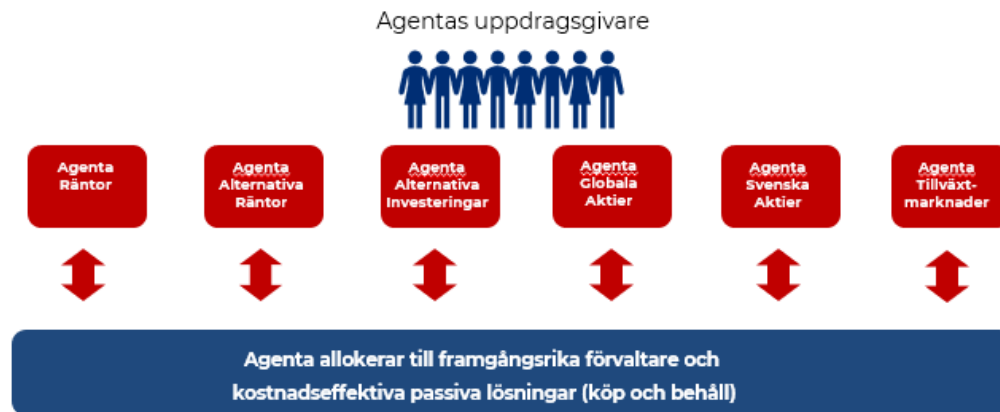 Agentas uppdragsgivare
Agenta
Räntor
Agenta
Alternativa
Räntor
Agenta
Alternativa
Investeringar
Agenta
Globala
Aktier
Agenta
Svenska
Aktier
Agenta
Tillväxt-
marknader
Agenta allokerar till framgångsrika förvaltare och
kostnadseffektiva passiva lösningar (köp och behåll)